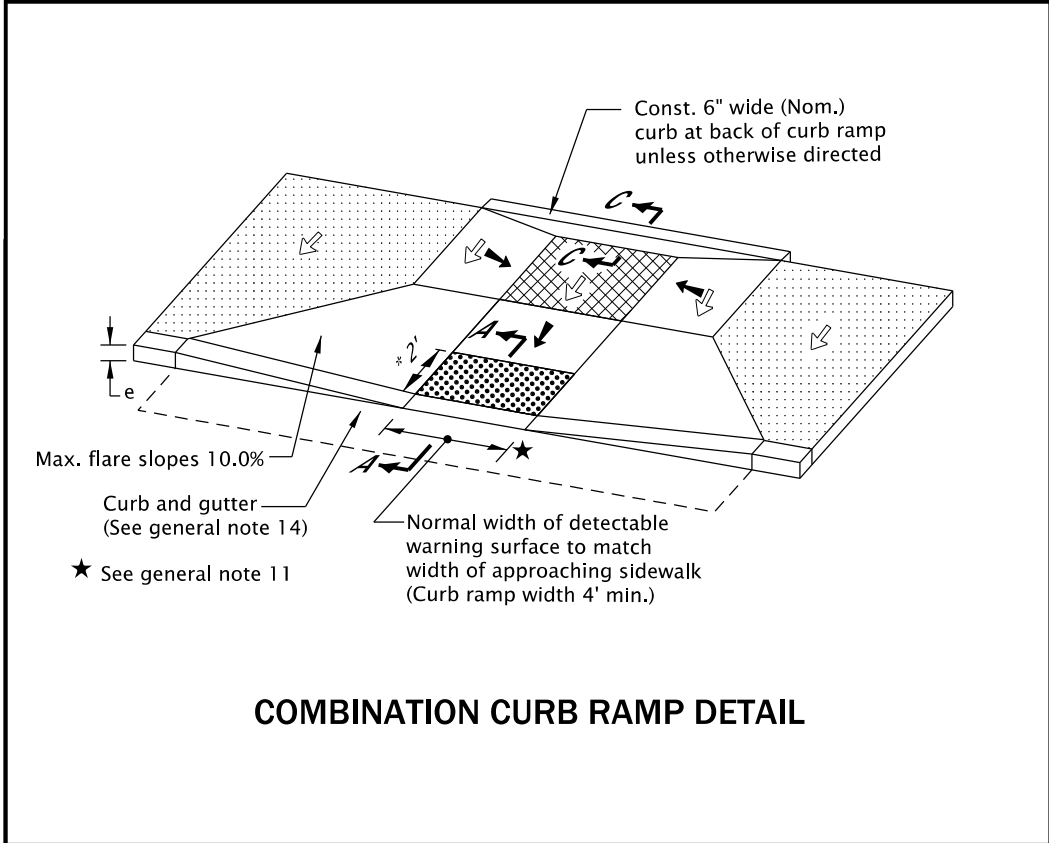 Const. 6" wide (Nom.)
curb at back of curb ramp
unless otherwise directed
C
C
A
* 2'
e
Max. flare slopes 10.0%
A
★
Curb and gutter
(See general note 14)
Normal width of detectable
warning surface to match
width of approaching sidewalk
(Curb ramp width 4' min.)
★ See general note 11
COMBINATION CURB RAMP DETAIL